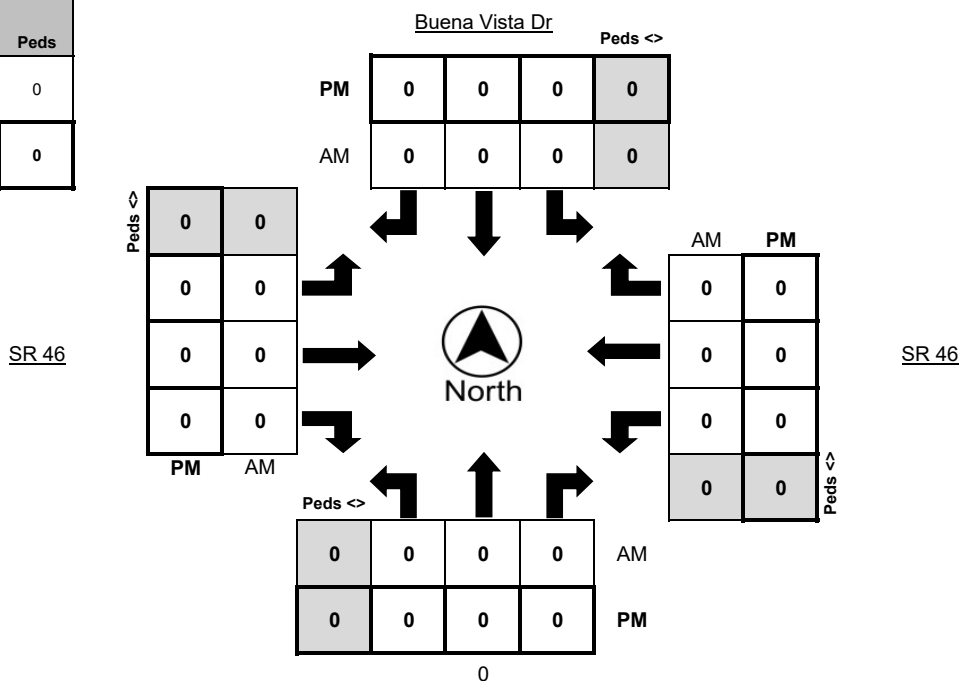 Buena Vista Dr
Peds
Peds <>
0
PM 0 0 0 0
0
AM 0 0 0 0
Peds <>
0 0
AM PM
0 0
0 0
SR 46
0 0
North
0 0
SR 46
0 0
0 0
PM AM
0 0
Peds <>
Peds <>
0 0 0 0 AM
0 0 0 0 PM
0